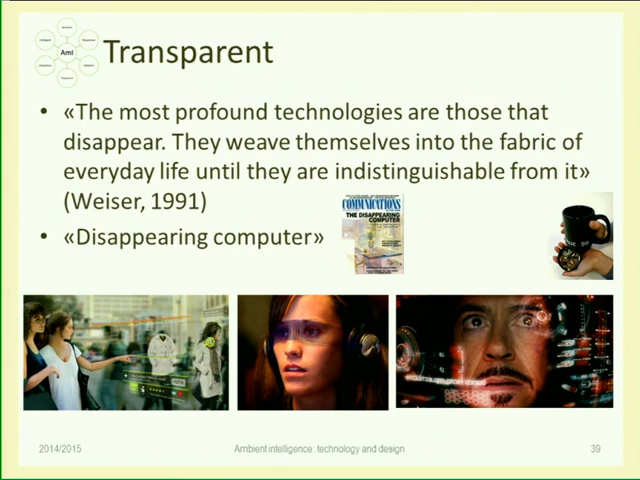 AmI
Transparent
• «The most profound technologies are those that
disappear. They weave themselves into the fabric of
everyday life until they are indistinguishable from it»
(Weiser, 1991)
• «Disappearing computer»
COMMUNICATIONS
THE DISAPPEARING
COMPUTER
2014/2015
Ambient intelligence: technology and design
39